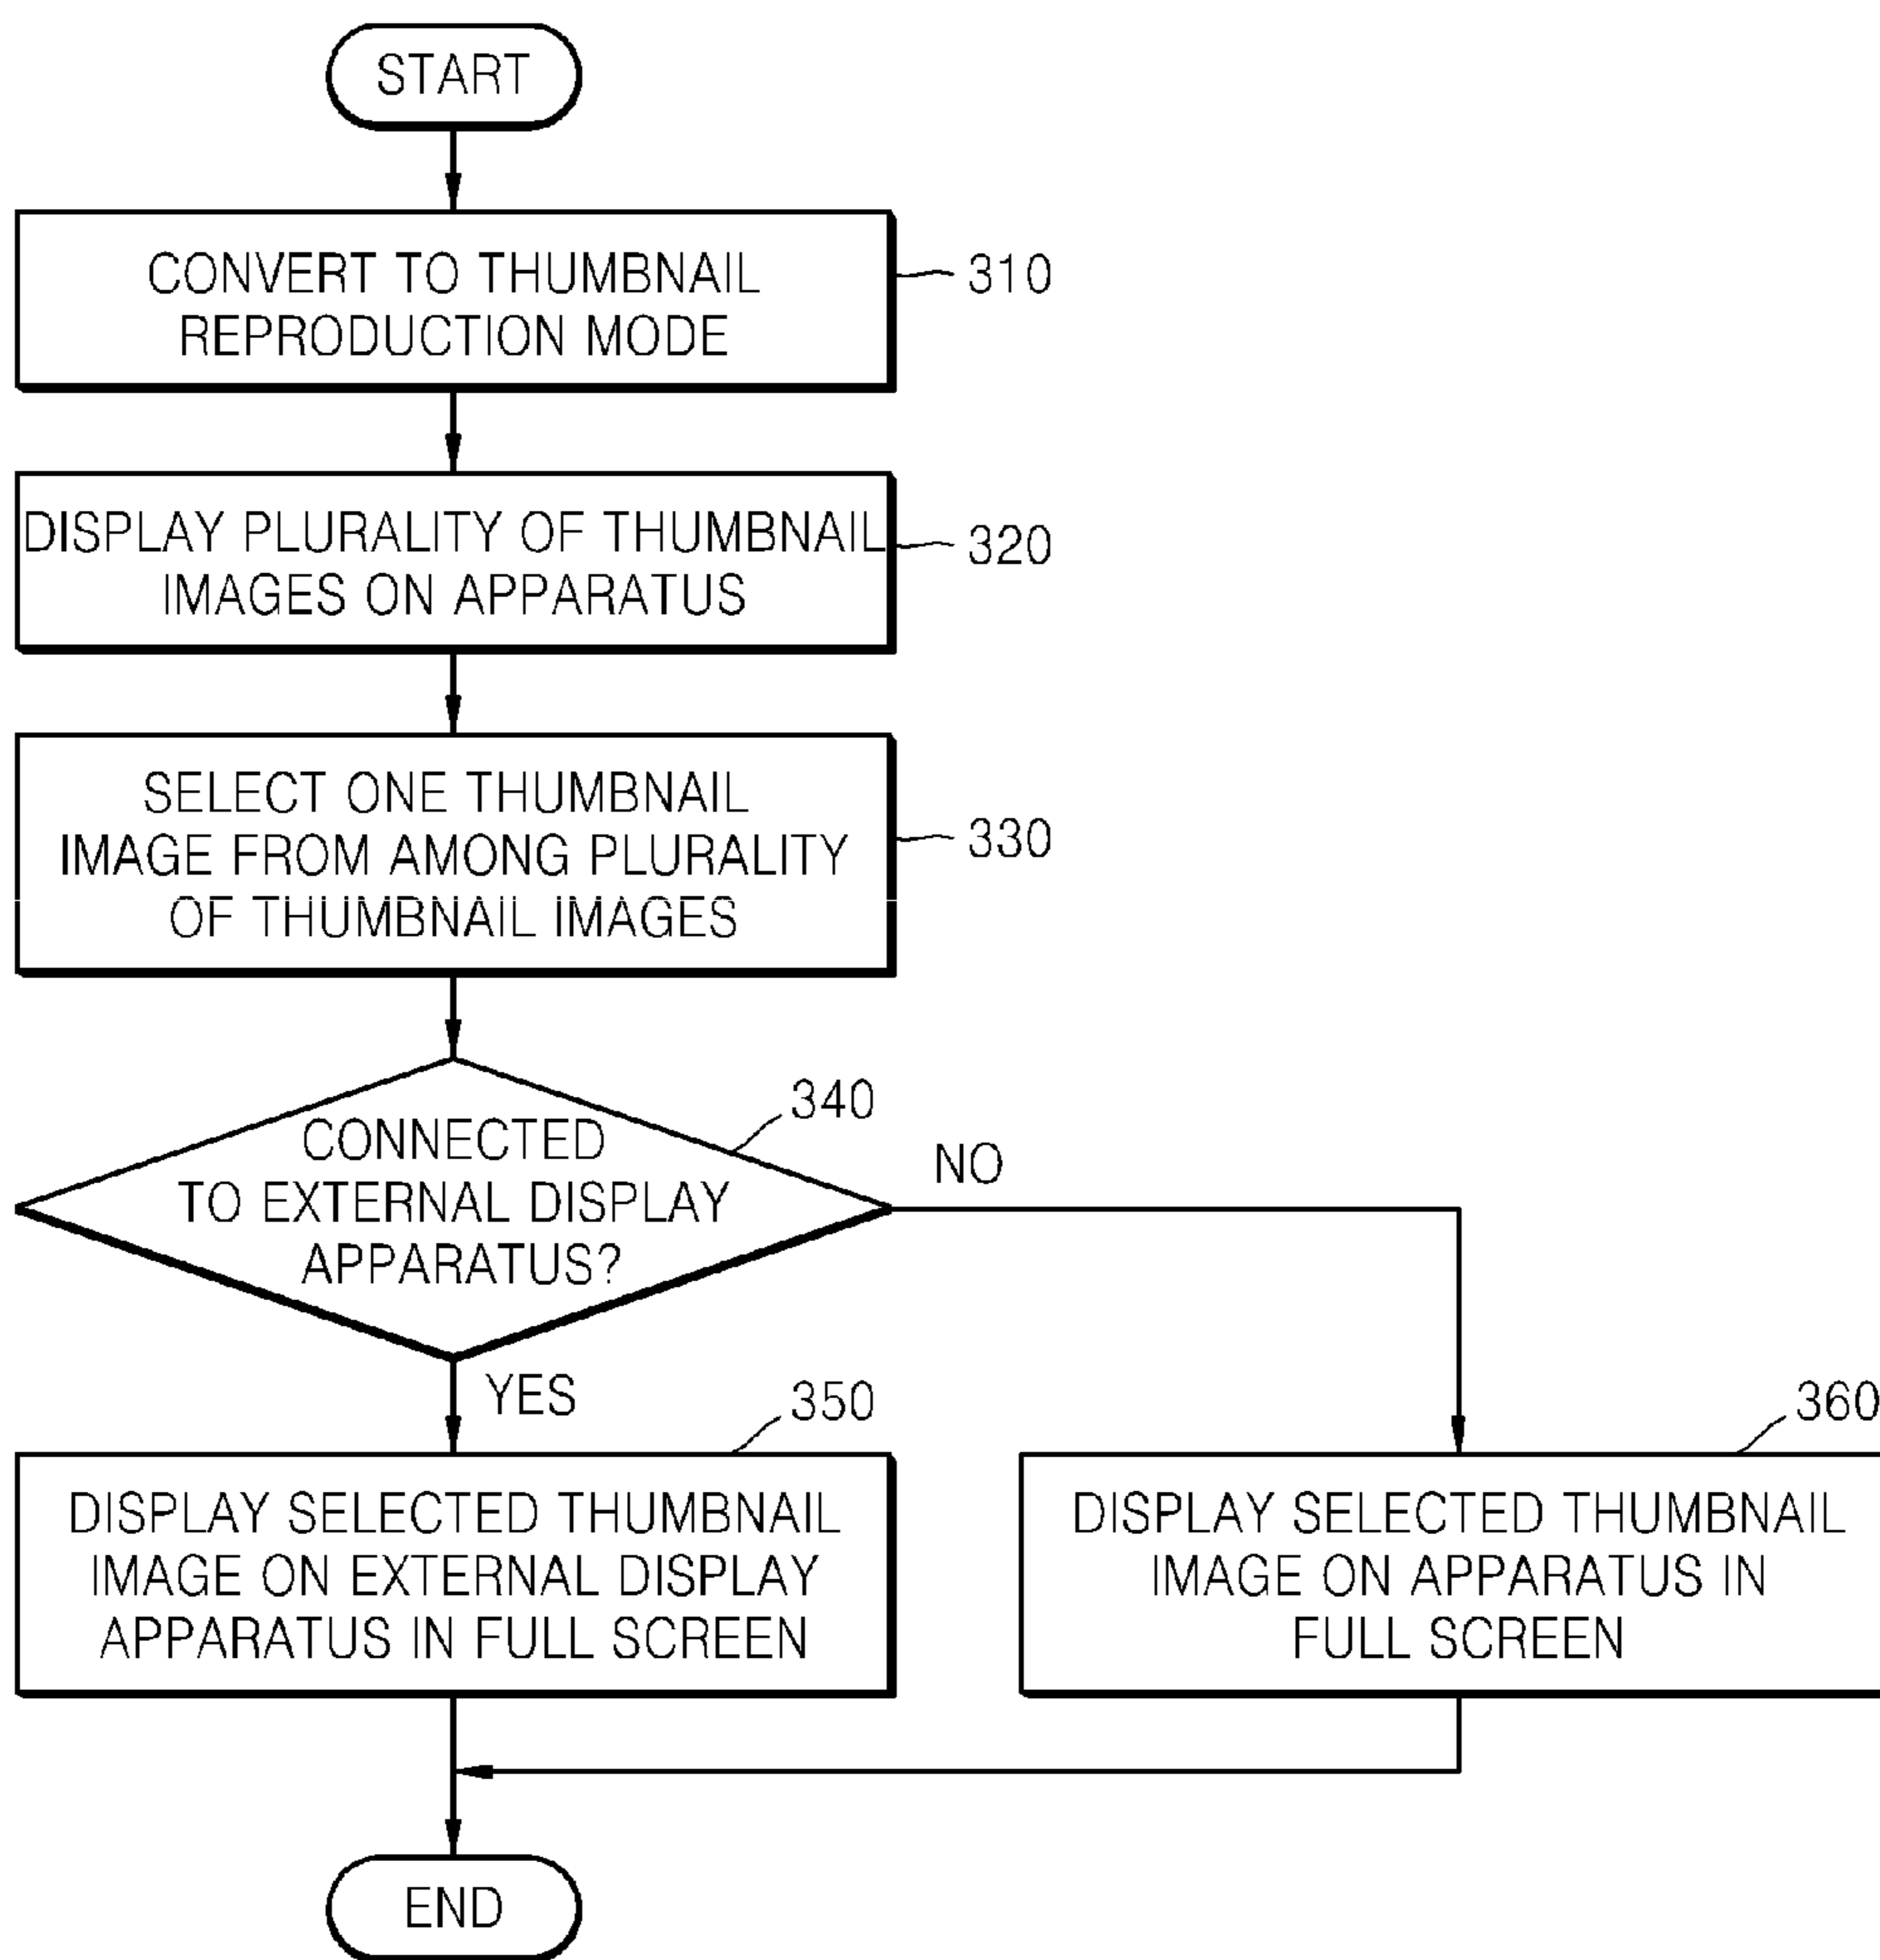 START
CONVERT TO THUMBNAIL
REPRODUCTION MODE
310
DISPLAY PLURALITY OF THUMBNAIL
IMAGES ON APPARATUS
320
SELECT ONE THUMBNAIL
IMAGE FROM AMONG PLURALITY
OF THUMBNAIL IMAGES
330
340
CONNECTED
TO EXTERNAL DISPLAY
APPARATUS?
NO
YES
350
DISPLAY SELECTED THUMBNAIL
IMAGE ON EXTERNAL DISPLAY
APPARATUS IN FULL SCREEN
360
DISPLAY SELECTED THUMBNAIL
IMAGE ON APPARATUS IN
FULL SCREEN
END